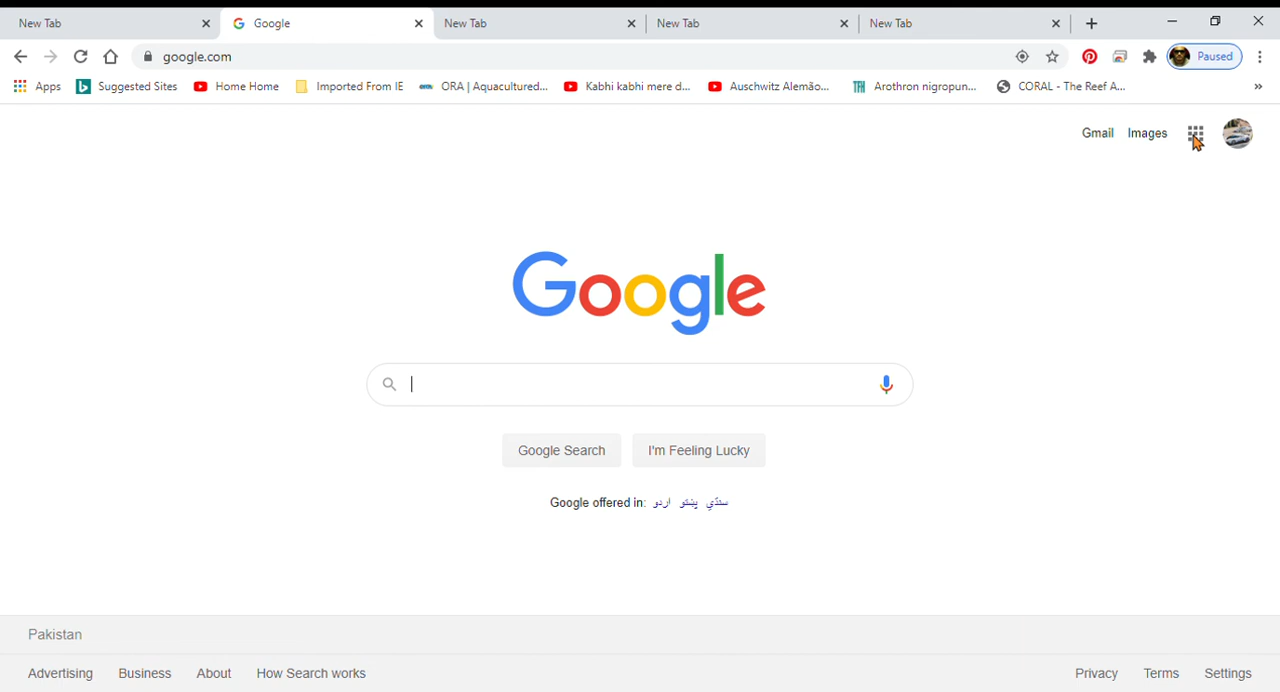 New Tab Google New Tab New Tab New Tab
google.com Paused
Apps Suggested Sites Home Home Imported From IE ORA | Aquacultured... Kabhi kabhi mere d... Auschwitz Alemão... Arothron nigropun... CORAL - The Reef A...
Gmail Images
Google
Google Search I'm Feeling Lucky
Google offered in: اردو پښتو سنڌي
Pakistan
Advertising Business About How Search works Privacy Terms Settings